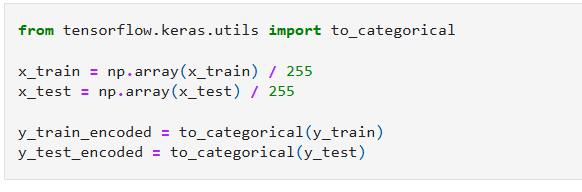 from tensorflow.keras.utils import to_categorical
x_train = np.array(x_train) / 255
x_test = np.array(x_test) / 255
y_train_encoded = to_categorical(y_train)
y_test_encoded = to_categorical(y_test)